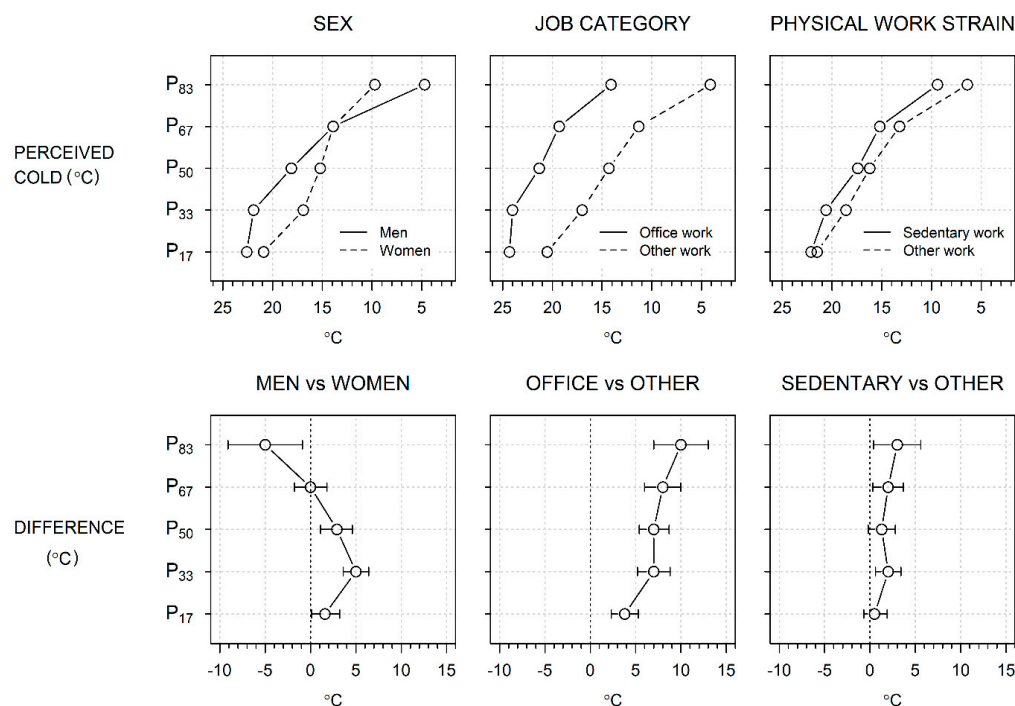 SEX
JOB CATEGORY
PHYSICAL WORK STRAIN
PERCEIVED
COLD (°C)
P83
P67
P50
P33
P17
Men
Women
Office work
Other work
Sedentary work
Other work
25 20 15 10 5
25 20 15 10 5
25 20 15 10 5
°C
°C
°C
MEN vs WOMEN
OFFICE vs OTHER
SEDENTARY vs OTHER
DIFFERENCE
(°C)
P83
P67
P50
P33
P17
-10 -5 0 5 10 15
-10 -5 0 5 10 15
-10 -5 0 5 10 15
°C
°C
°C